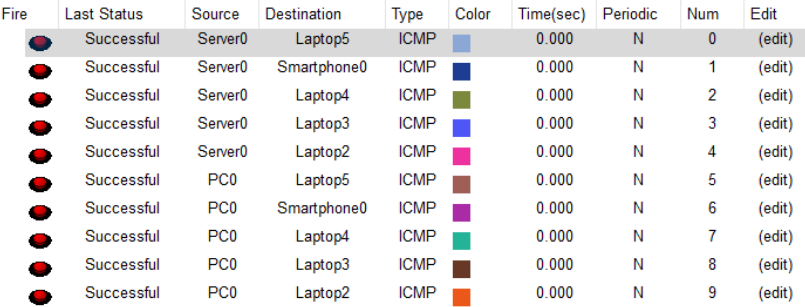 Fire Last Status Source Destination Type Color Time(sec) Periodic Num Edit
Successful Server0 Laptop5 ICMP 0.000 N 0 (edit)
Successful Server0 Smartphone0 ICMP 0.000 N 1 (edit)
Successful Server0 Laptop4 ICMP 0.000 N 2 (edit)
Successful Server0 Laptop3 ICMP 0.000 N 3 (edit)
Successful Server0 Laptop2 ICMP 0.000 N 4 (edit)
Successful PC0 Laptop5 ICMP 0.000 N 5 (edit)
Successful PC0 Smartphone0 ICMP 0.000 N 6 (edit)
Successful PC0 Laptop4 ICMP 0.000 N 7 (edit)
Successful PC0 Laptop3 ICMP 0.000 N 8 (edit)
Successful PC0 Laptop2 ICMP 0.000 N 9 (edit)